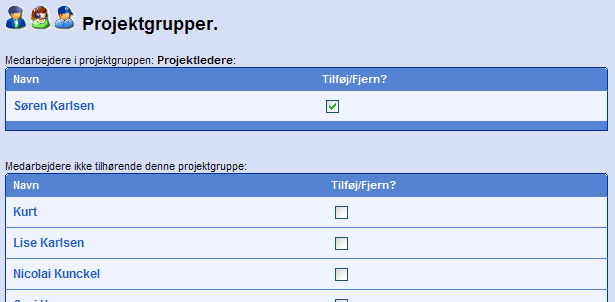 Projektgrupper.
Medarbejdere i projektgruppen: Projektledere:
Navn Tilføj/Fjern?
Søren Karlsen
Medarbejdere ikke tilhørende denne projektgruppe:
Navn Tilføj/Fjern?
Kurt
Lise Karlsen
Nicolai Kunckel